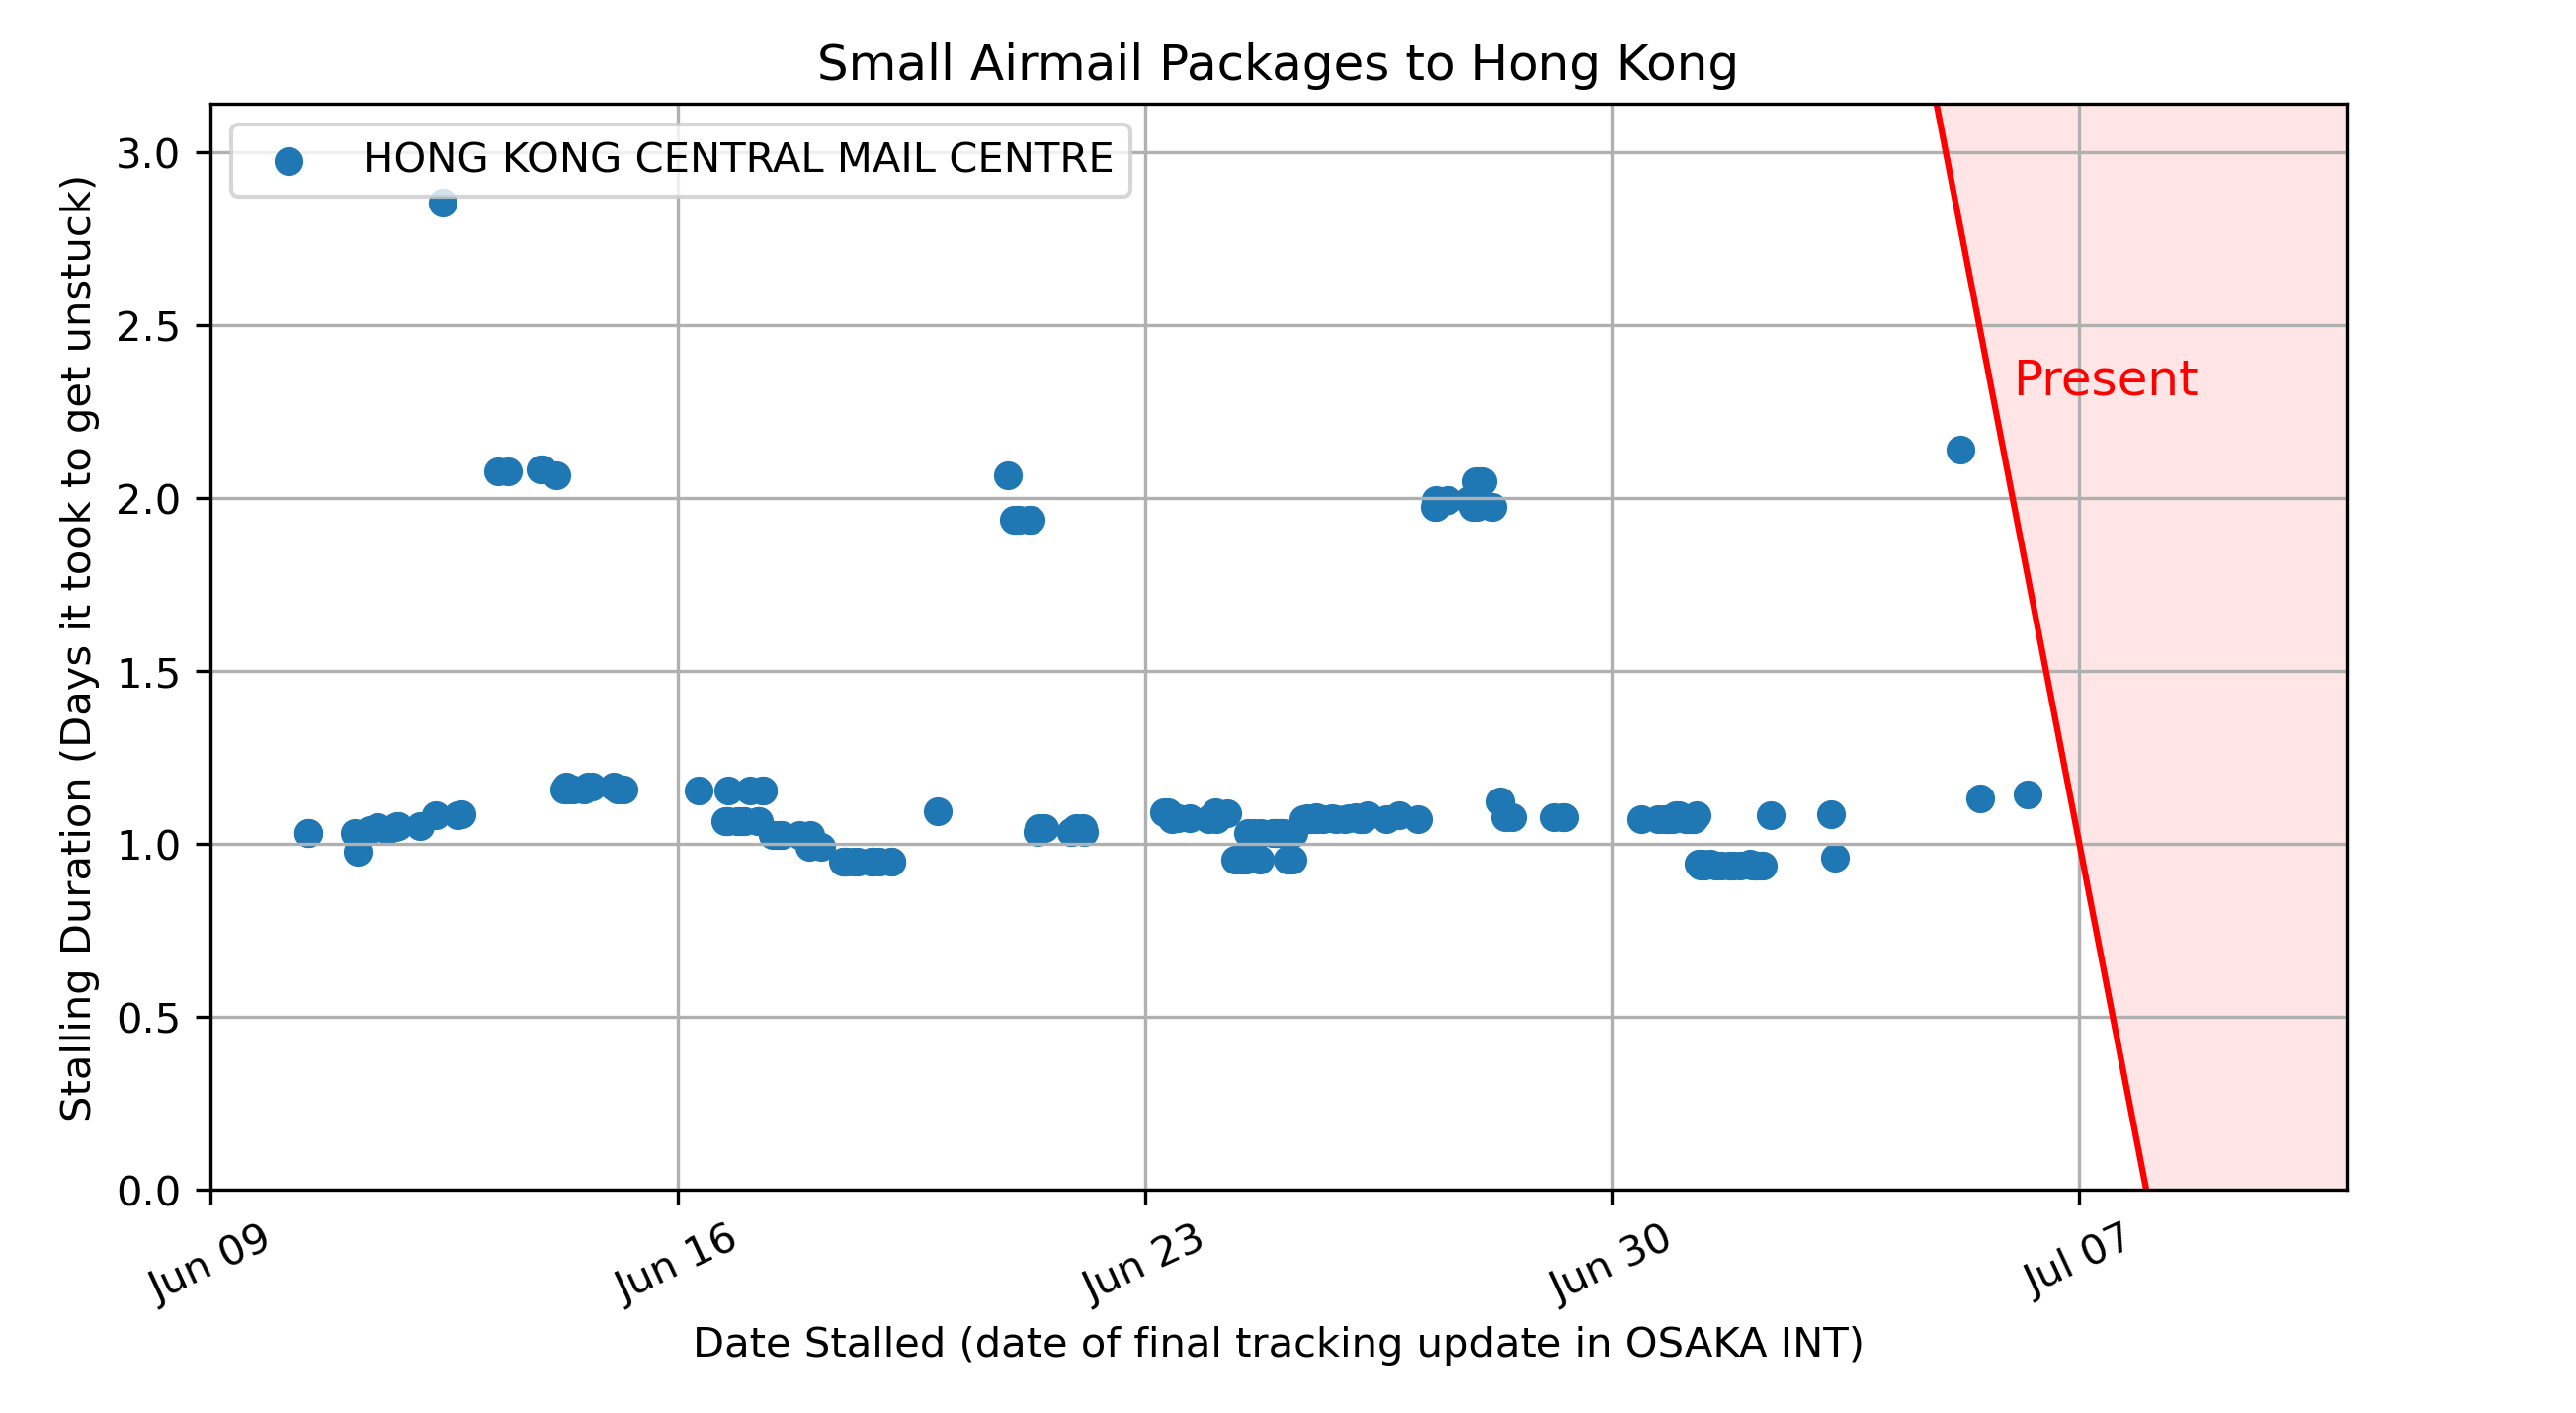 Small Airmail Packages to Hong Kong
HONG KONG CENTRAL MAIL CENTRE
Present
Stalling Duration (Days it took to get unstuck)
3.0
2.5
2.0
1.5
1.0
0.5
0.0
Jun 09
Jun 16
Jun 23
Jun 30
Jul 07
Date Stalled (date of final tracking update in OSAKA INT)